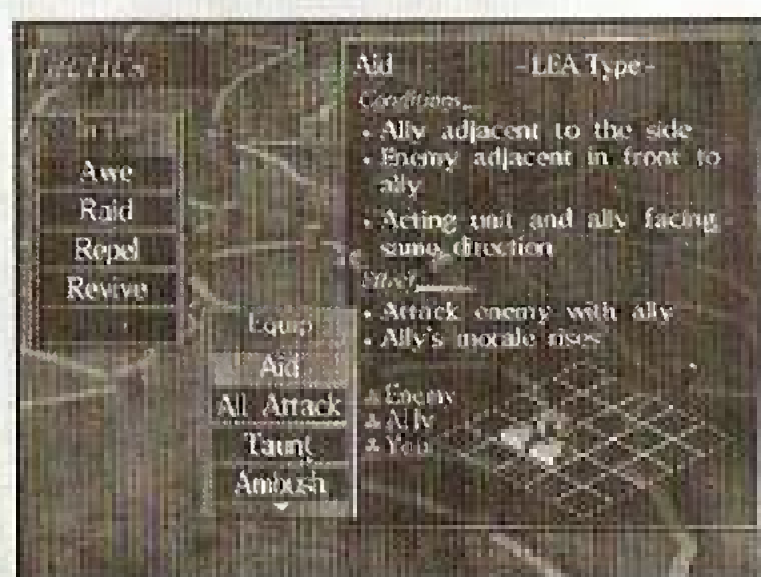 Tactics
Awe
Raid
Repel
Revive
Equip
Aid
All Attack
Taunt
Ambush
Aid -LEA Type-
Conditions
• Ally adjacent to the side
• Enemy adjacent in front to
ally
• Acting unit and ally facing
same direction
Effect
• Attack enemy with ally
• Ally's morale rises
Enemy
Ally
You